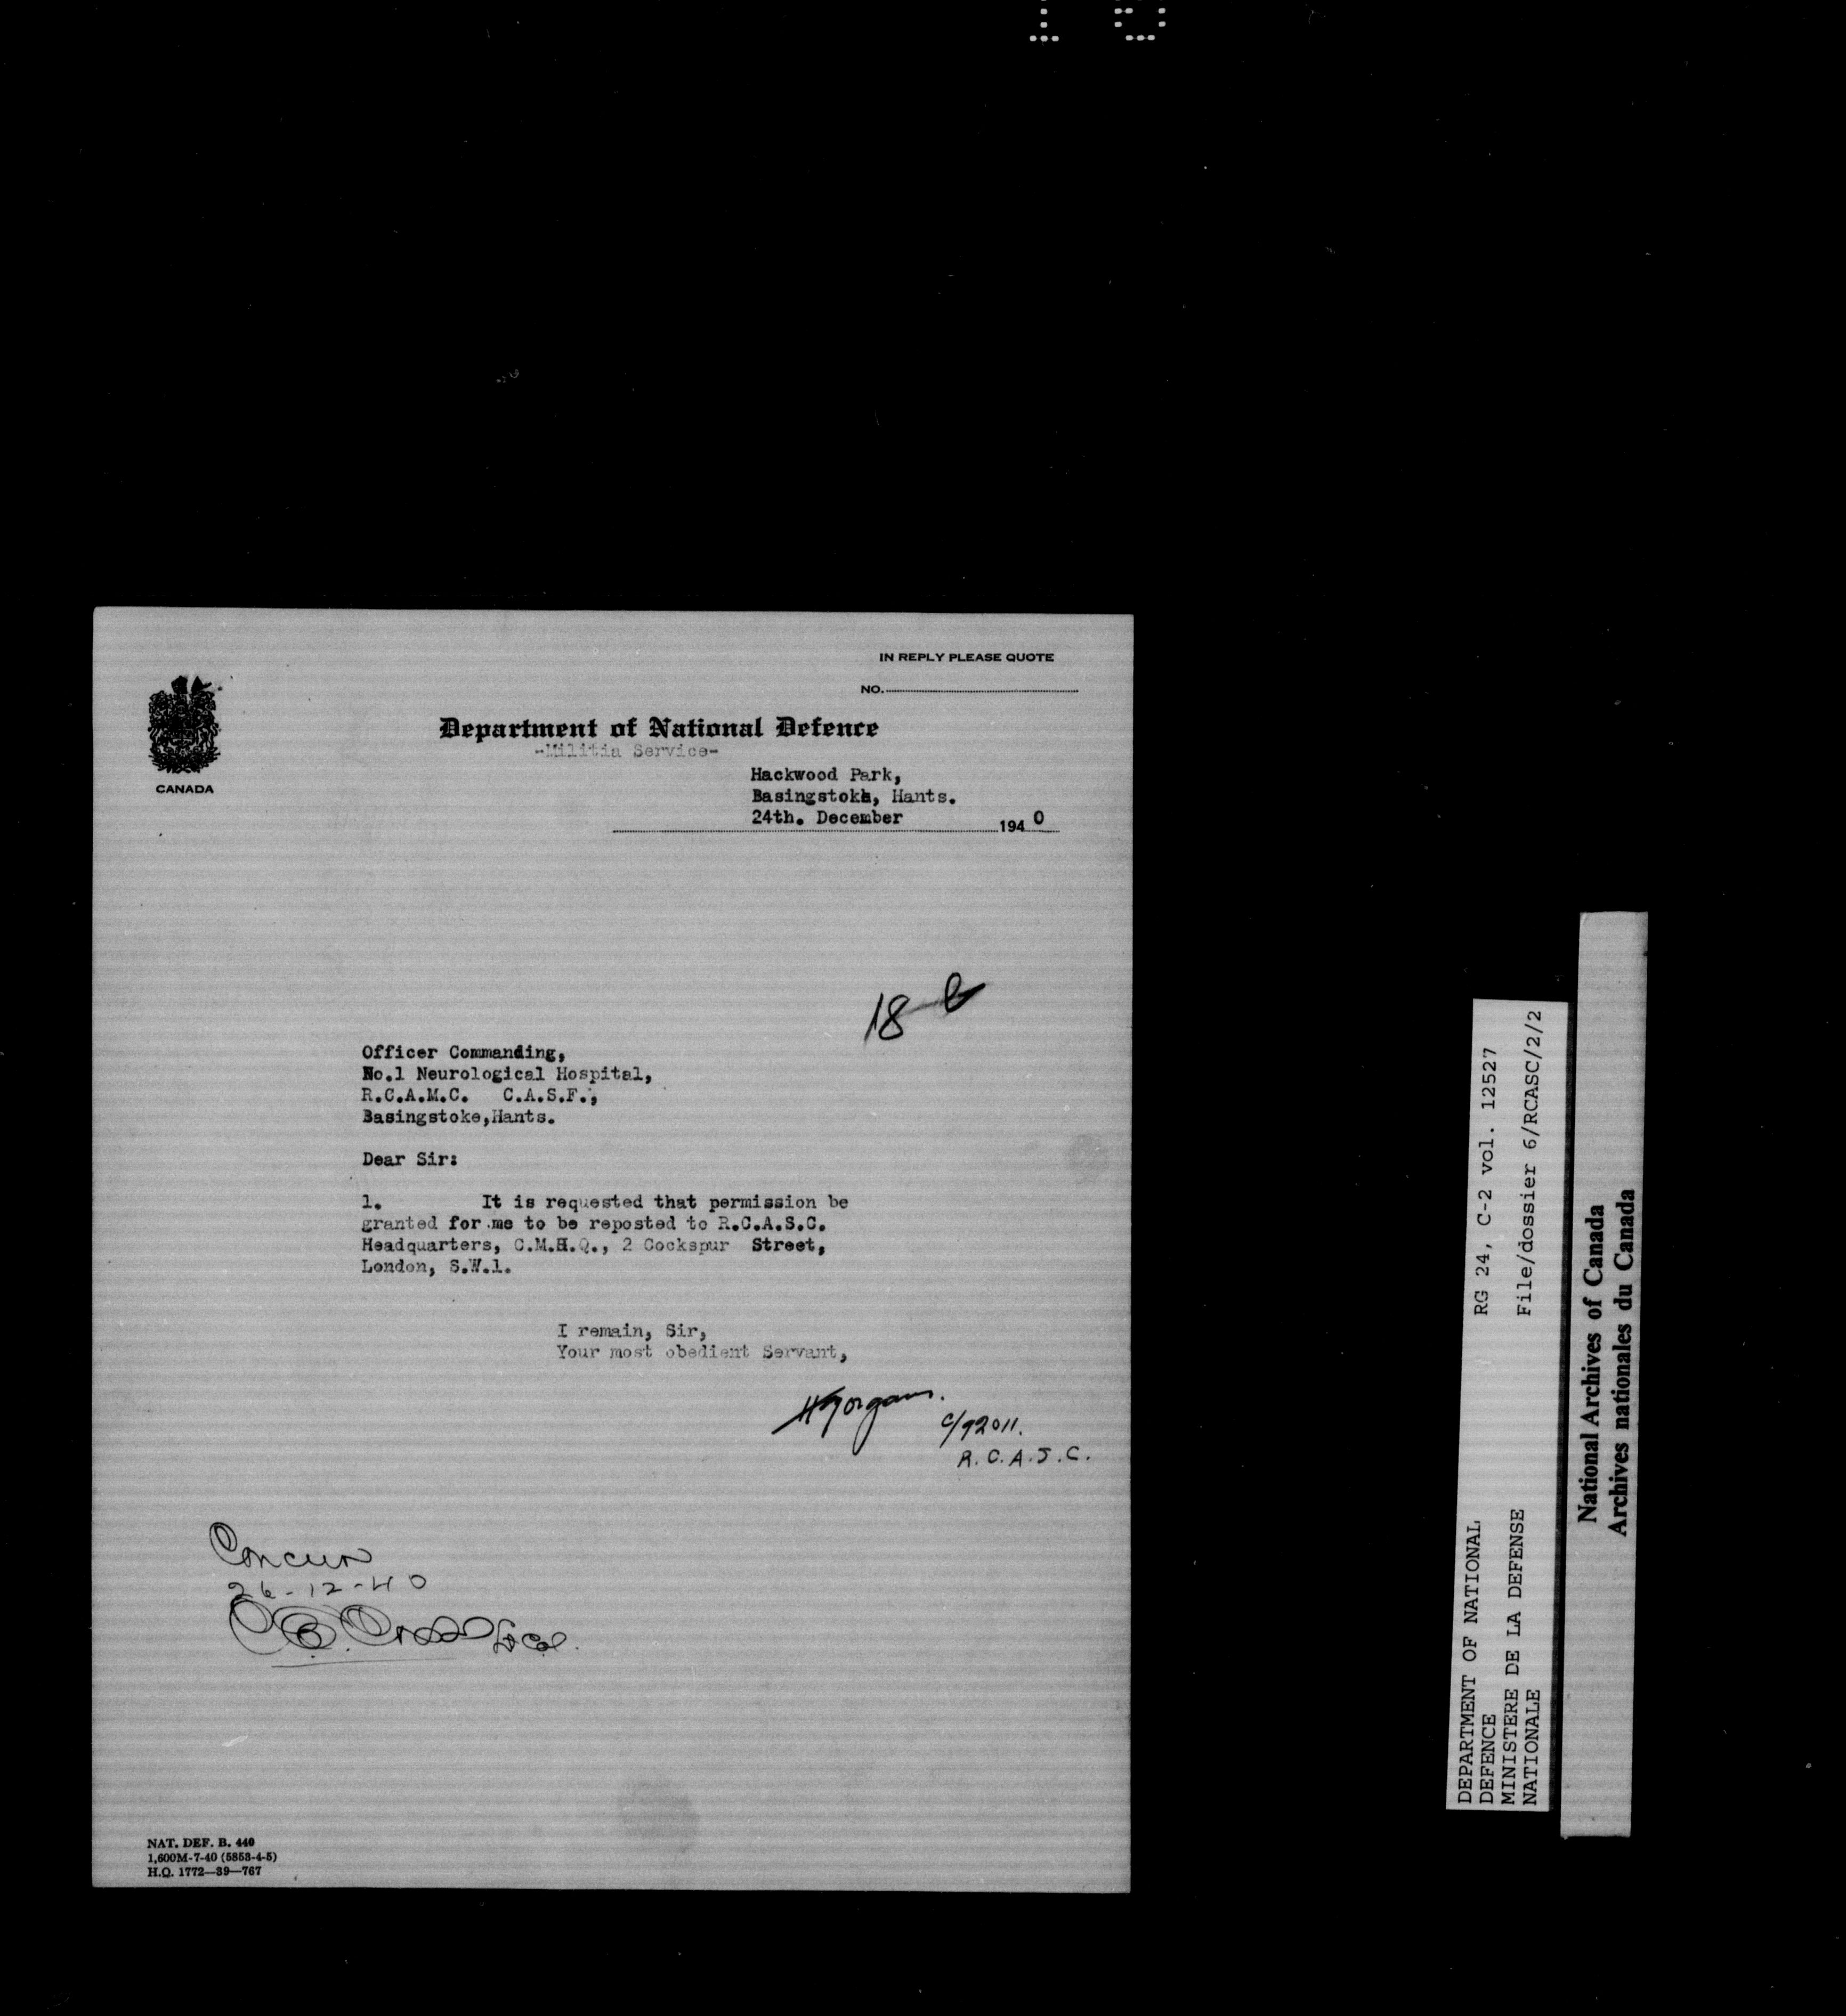 IN REPLY PLEASE QUOTE
NO.
Department of National Defence
-Militia Service-
CANADA
Hackwood Park,
Basingstoke, Hants.
24th. December 1940
18-B
Officer Commanding,
No.1 Neurological Hospital,
R.C.A.M.C. C.A.S.F.,
Basingstoke,Hants.
Dear Sir:
1. It is requested that permission be
granted for me to be reposted to R.C.A.S.C.
Headquarters, C.M.H.Q., 2 Cockspur Street,
London, S.W.1.
I remain, Sir,
Your most obedient Servant,
C/92011.
R.C.A.S.C.
Concur
26-12-40
NAT. DEF. B. 440
1,600M-7-40 (5853-4-5)
H.Q. 1772-39-767
DEPARTMENT OF NATIONAL
DEFENCE
MINISTERE DE LA DEFENSE
NATIONALE
RG 24, C-2 vol. 12527
File/dossier 6/RCASC/2/2
National Archives of Canada
Archives nationales du Canada